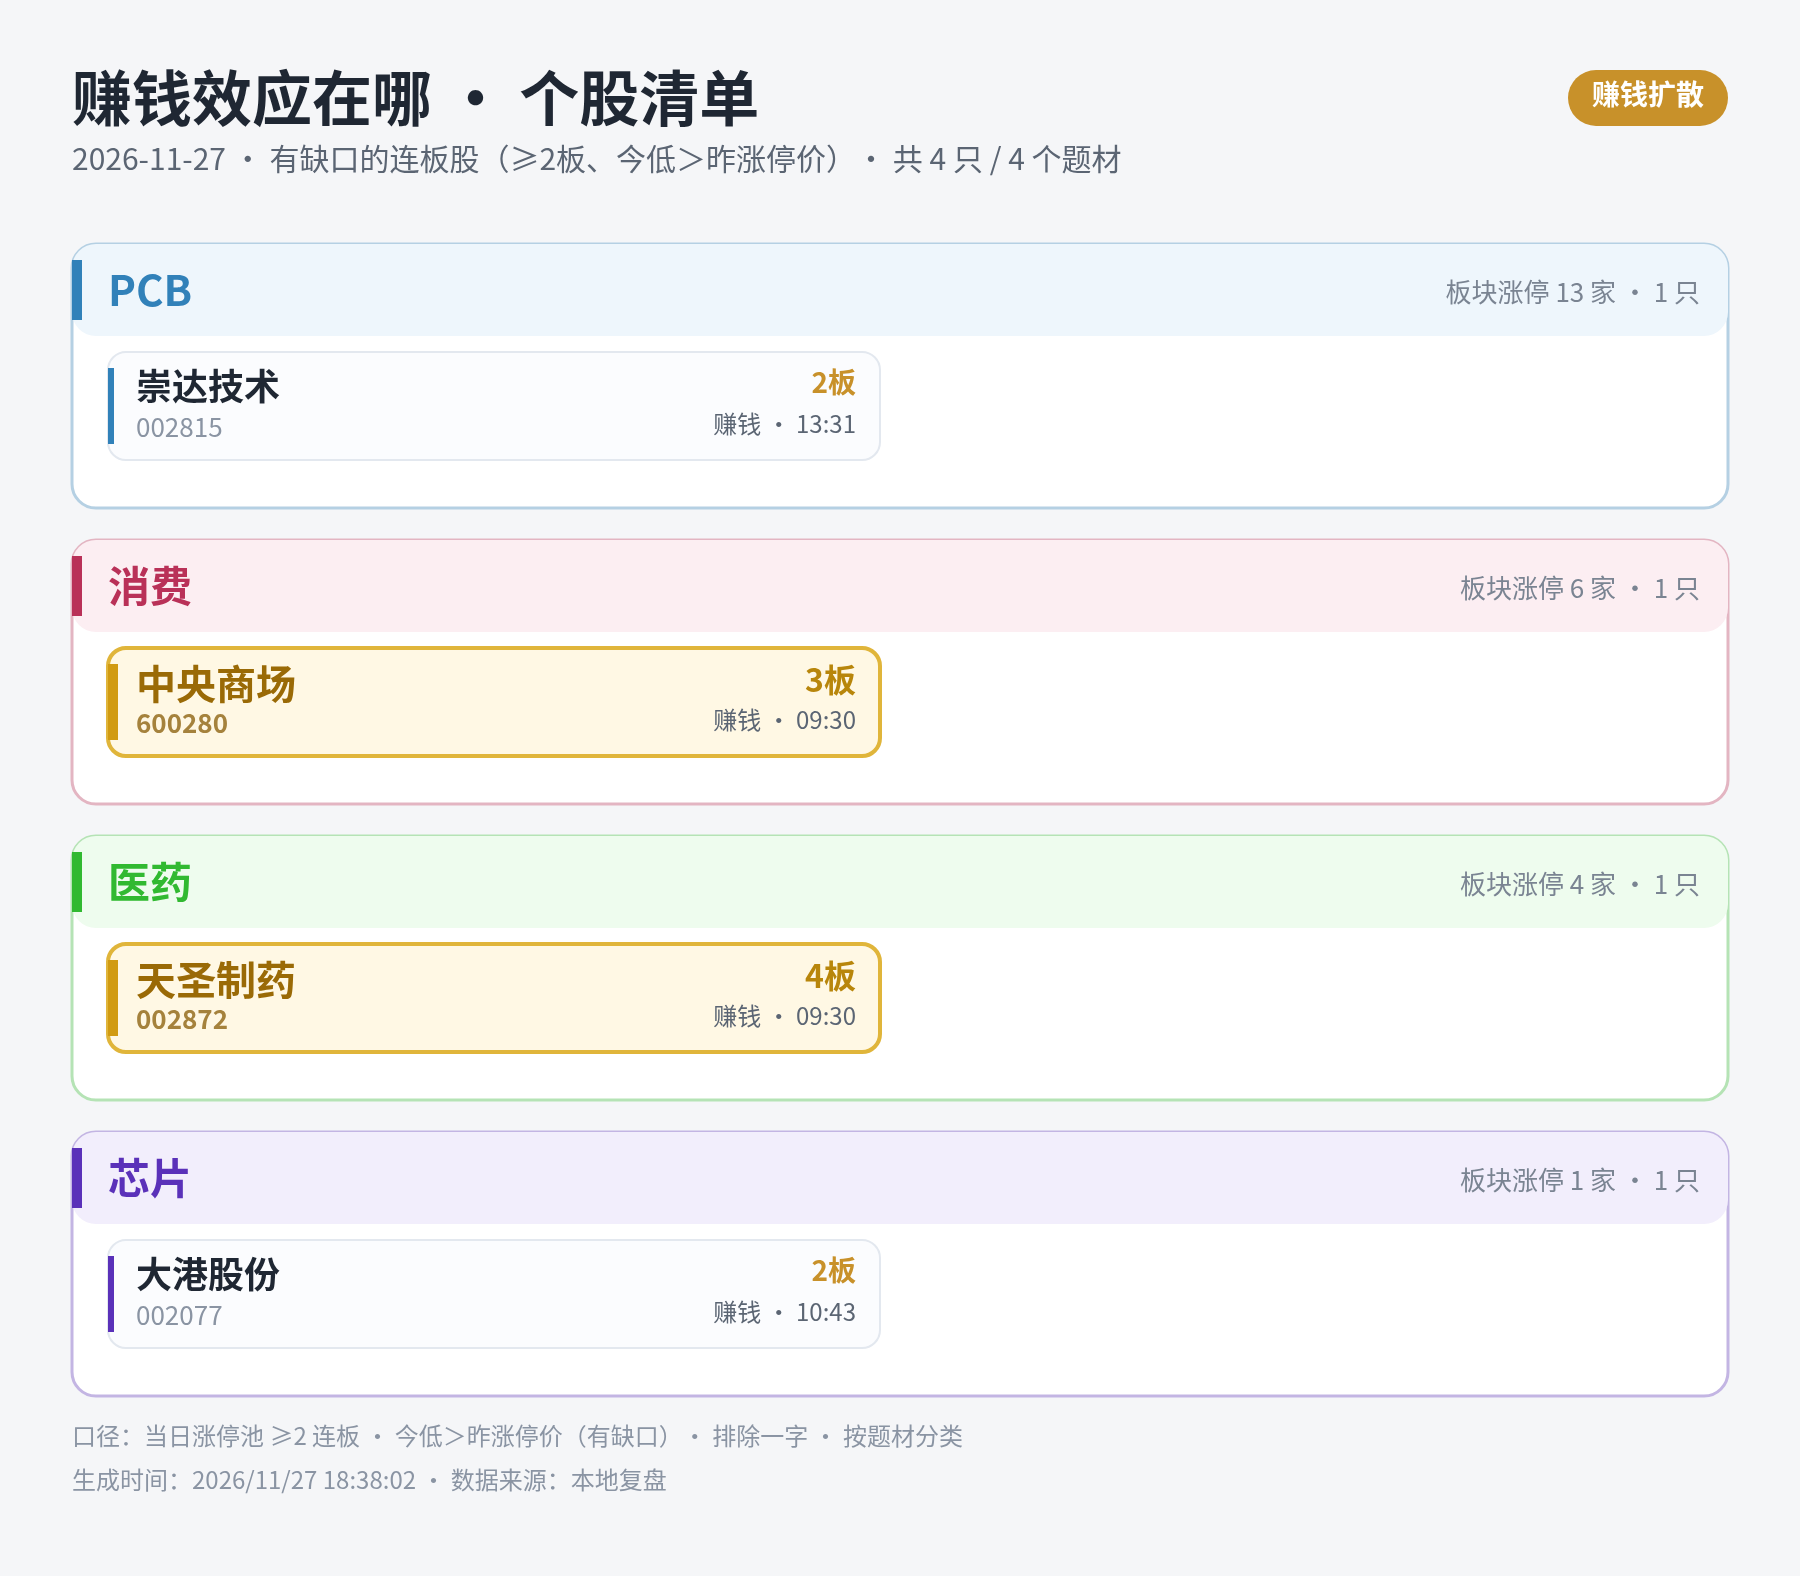 赚钱效应在哪 · 个股清单
赚钱扩散
2026-11-27 · 有缺口的连板股（≥2板、今低＞昨涨停价） · 共 4 只 / 4 个题材
PCB
板块涨停 13 家 · 1 只
崇达技术
2板
002815
赚钱 · 13:31
消费
板块涨停 6 家 · 1 只
中央商场
3板
600280
赚钱 · 09:30
医药
板块涨停 4 家 · 1 只
天圣制药
4板
002872
赚钱 · 09:30
芯片
板块涨停 1 家 · 1 只
大港股份
2板
002077
赚钱 · 10:43
口径：当日涨停池 ≥2 连板 · 今低＞昨涨停价（有缺口） · 排除一字 · 按题材分类
生成时间：2026/11/27 18:38:02 · 数据来源：本地复盘